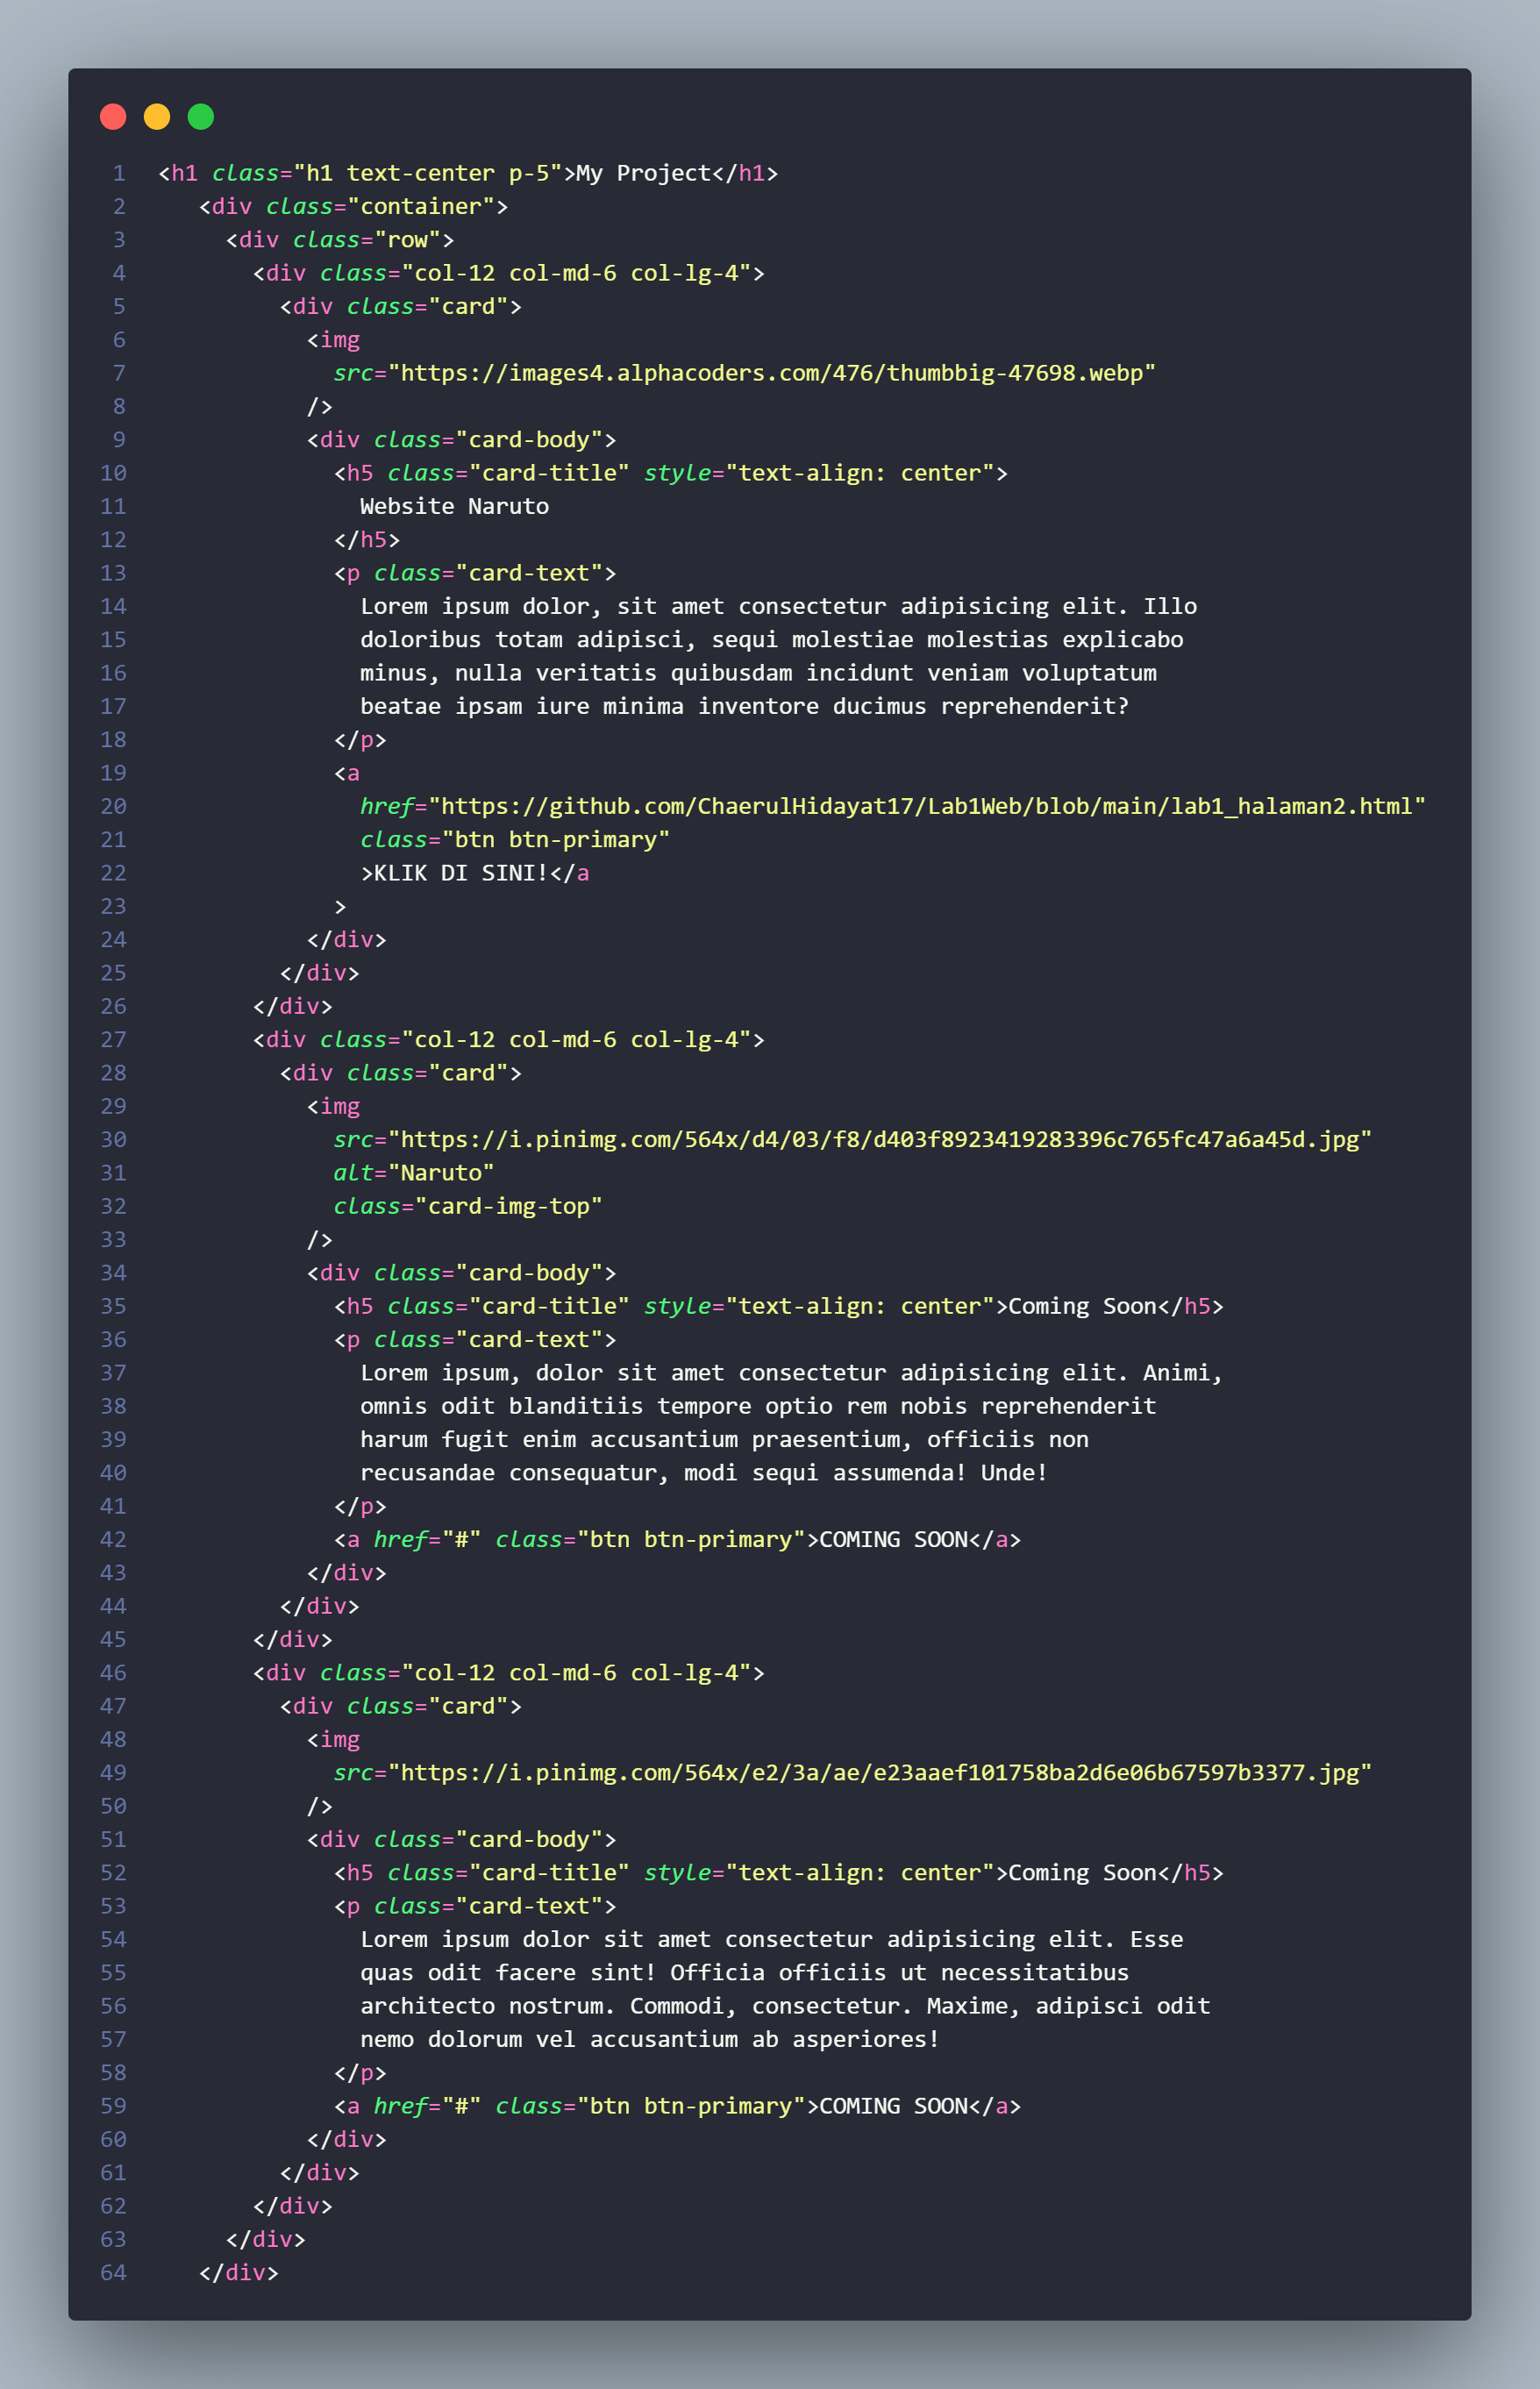 1 <h1 class="h1 text-center p-5">My Project</h1>
2 <div class="container">
3 <div class="row">
4 <div class="col-12 col-md-6 col-lg-4">
5 <div class="card">
6 <img
7 src="https://images4.alphacoders.com/476/thumbbig-47698.webp"
8 />
9 <div class="card-body">
10 <h5 class="card-title" style="text-align: center">
11 Website Naruto
12 </h5>
13 <p class="card-text">
14 Lorem ipsum dolor, sit amet consectetur adipisicing elit. Illo
15 doloribus totam adipisci, sequi molestiae molestias explicabo
16 minus, nulla veritatis quibusdam incidunt veniam voluptatum
17 beatae ipsam iure minima inventore ducimus reprehenderit?
18 </p>
19 <a
20 href="https://github.com/ChaerulHidayat17/Lab1Web/blob/main/lab1_halaman2.html"
21 class="btn btn-primary"
22 >KLIK DI SINI!</a
23 >
24 </div>
25 </div>
26 </div>
27 <div class="col-12 col-md-6 col-lg-4">
28 <div class="card">
29 <img
30 src="https://i.pinimg.com/564x/d4/03/f8/d403f8923419283396c765fc47a6a45d.jpg"
31 alt="Naruto"
32 class="card-img-top"
33 />
34 <div class="card-body">
35 <h5 class="card-title" style="text-align: center">Coming Soon</h5>
36 <p class="card-text">
37 Lorem ipsum, dolor sit amet consectetur adipisicing elit. Animi,
38 omnis odit blanditiis tempore optio rem nobis reprehenderit
39 harum fugit enim accusantium praesentium, officiis non
40 recusandae consequatur, modi sequi assumenda! Unde!
41 </p>
42 <a href="#" class="btn btn-primary">COMING SOON</a>
43 </div>
44 </div>
45 </div>
46 <div class="col-12 col-md-6 col-lg-4">
47 <div class="card">
48 <img
49 src="https://i.pinimg.com/564x/e2/3a/ae/e23aaef101758ba2d6e06b67597b3377.jpg"
50 />
51 <div class="card-body">
52 <h5 class="card-title" style="text-align: center">Coming Soon</h5>
53 <p class="card-text">
54 Lorem ipsum dolor sit amet consectetur adipisicing elit. Esse
55 quas odit facere sint! Officia officiis ut necessitatibus
56 architecto nostrum. Commodi, consectetur. Maxime, adipisci odit
57 nemo dolorum vel accusantium ab asperiores!
58 </p>
59 <a href="#" class="btn btn-primary">COMING SOON</a>
60 </div>
61 </div>
62 </div>
63 </div>
64 </div>